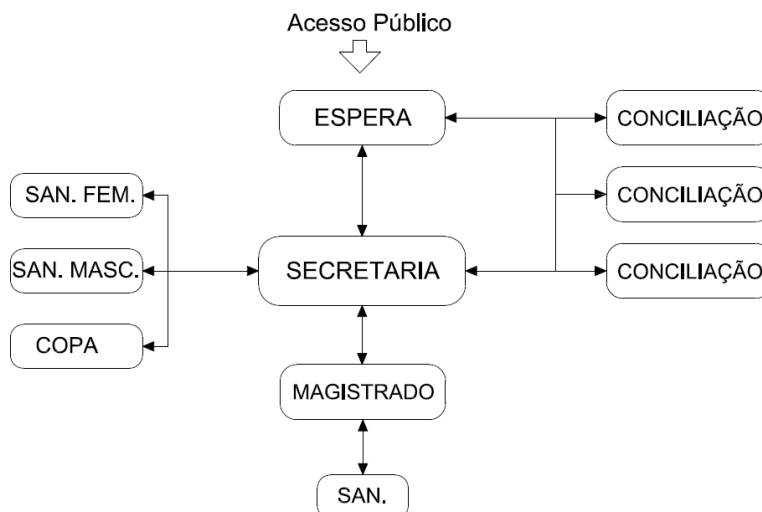 Acesso Público
ESPERA
CONCILIAÇÃO
CONCILIAÇÃO
SAN. FEM.
SAN. MASC.
SECRETARIA
CONCILIAÇÃO
COPA
MAGISTRADO
SAN.